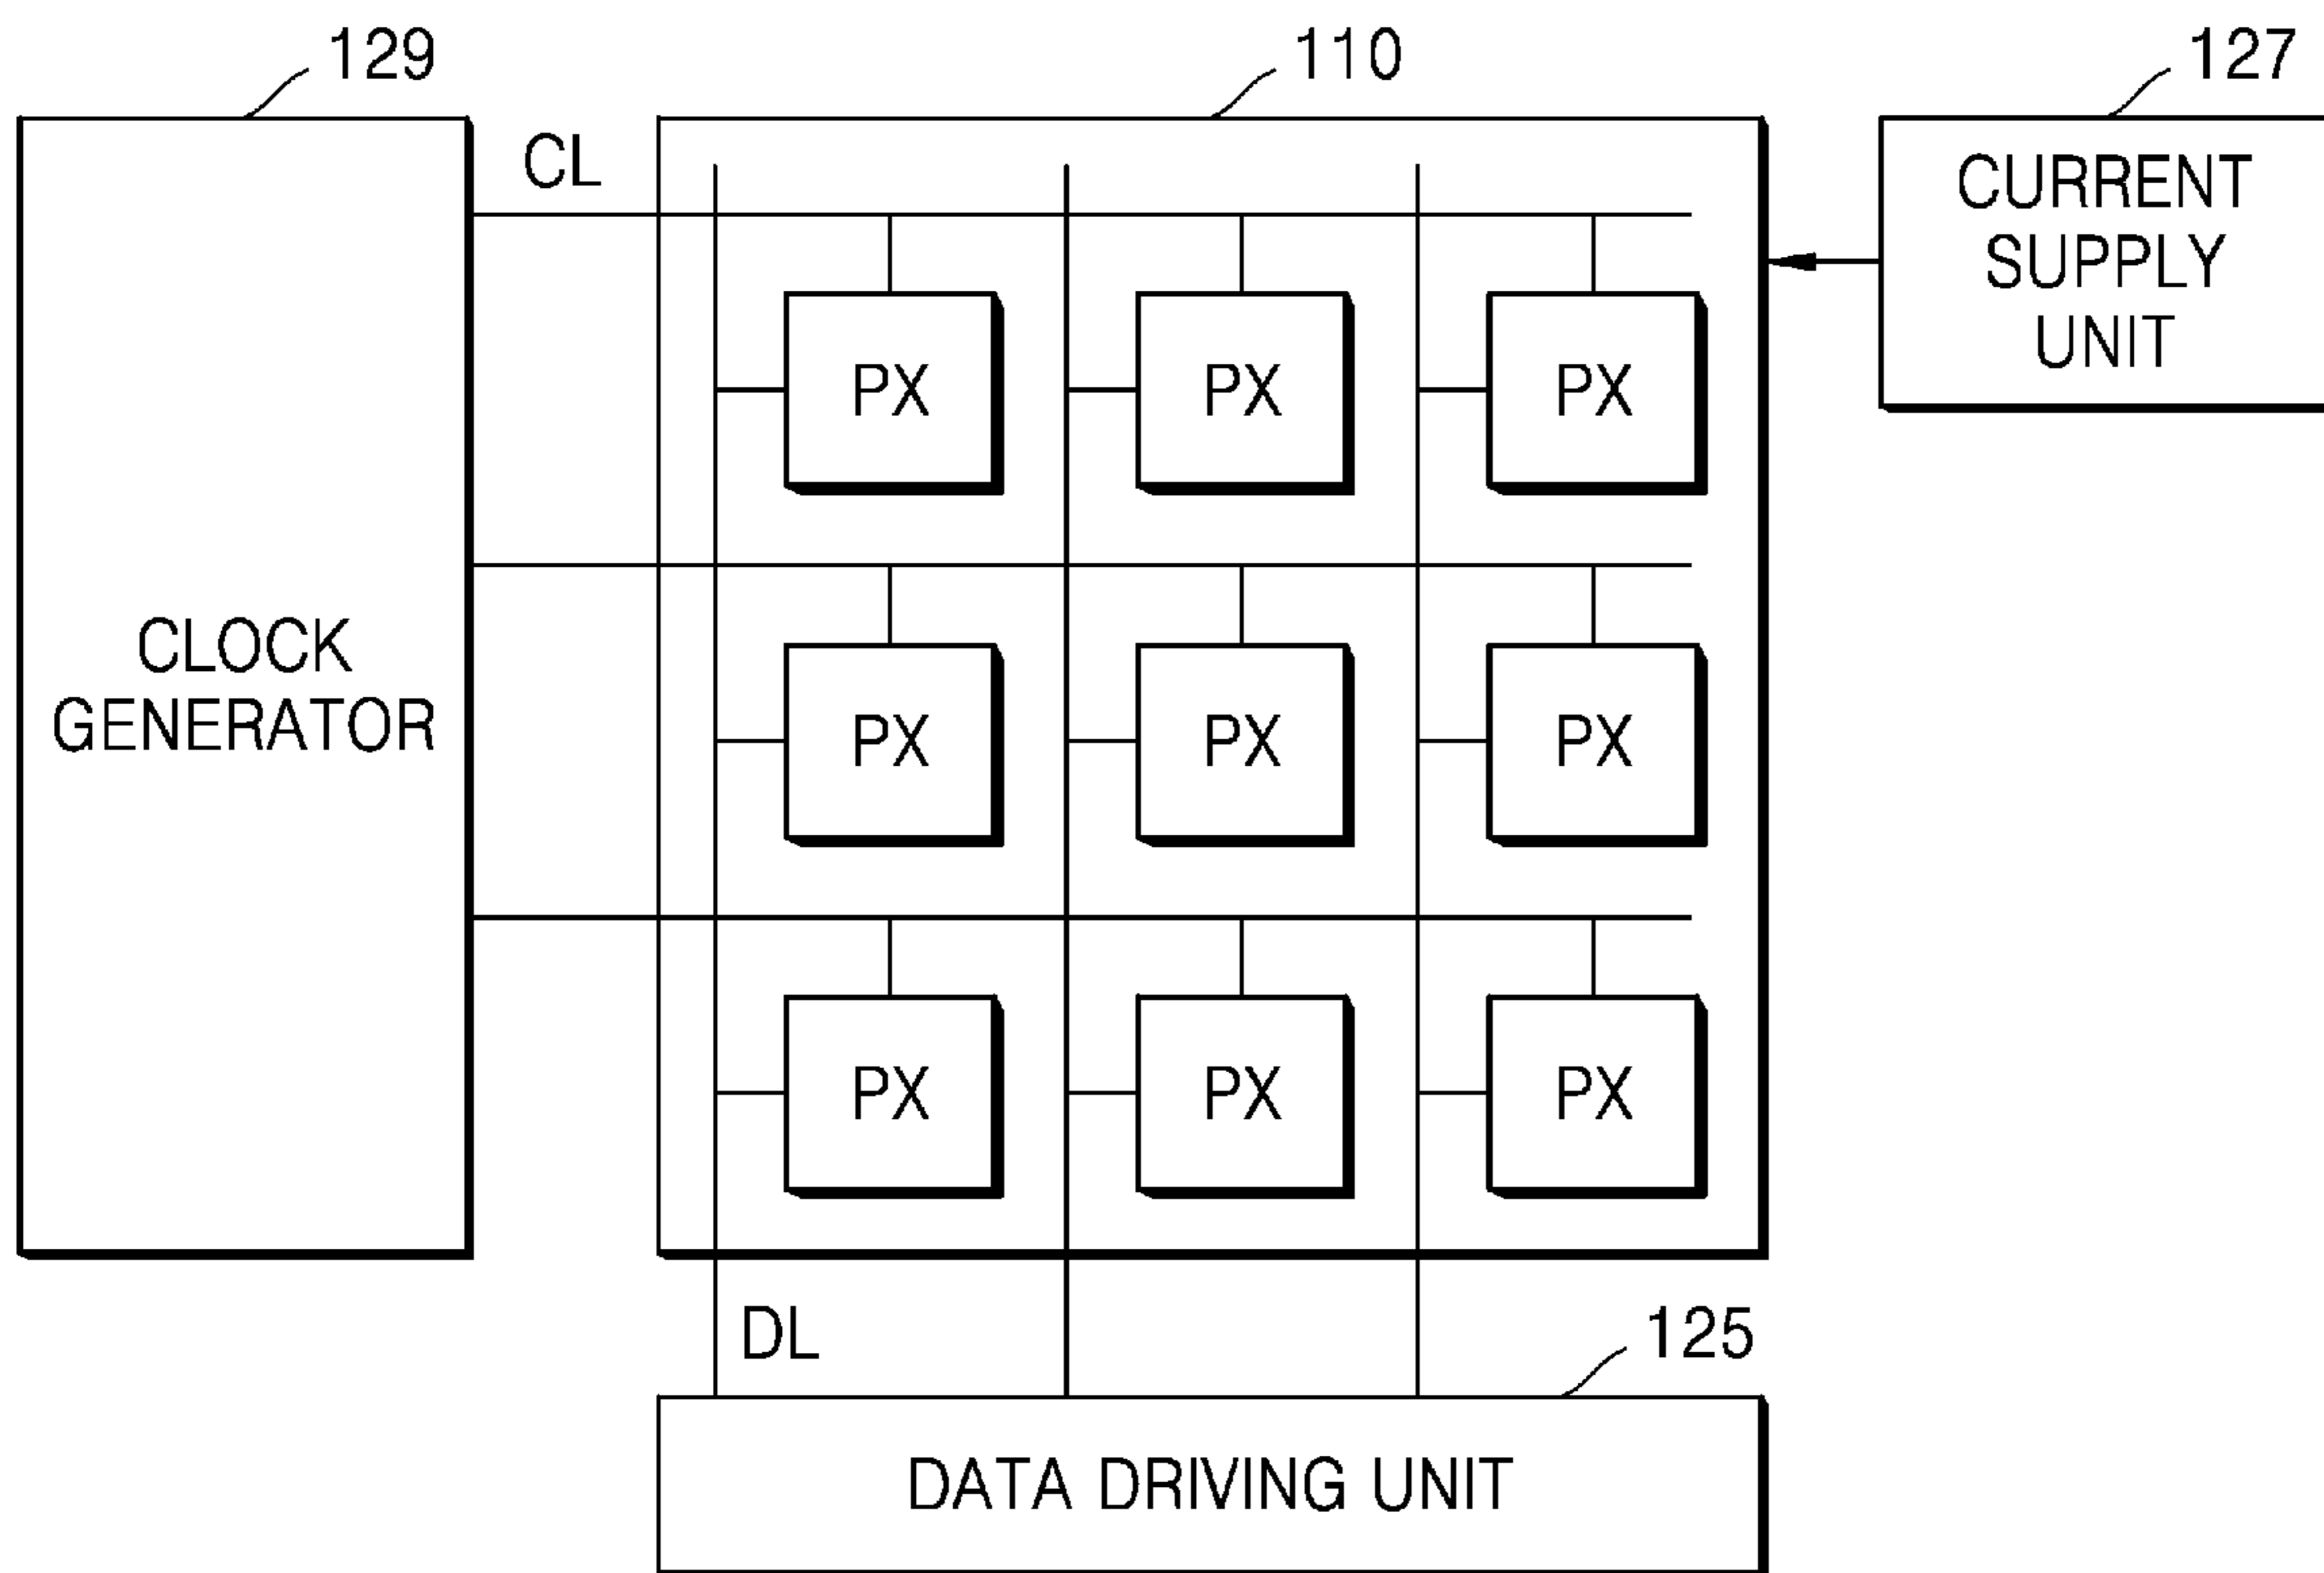 129
110
127
CL
CURRENT
SUPPLY
UNIT
PX PX PX
CLOCK
GENERATOR
PX PX PX
PX PX PX
DL
125
DATA DRIVING UNIT